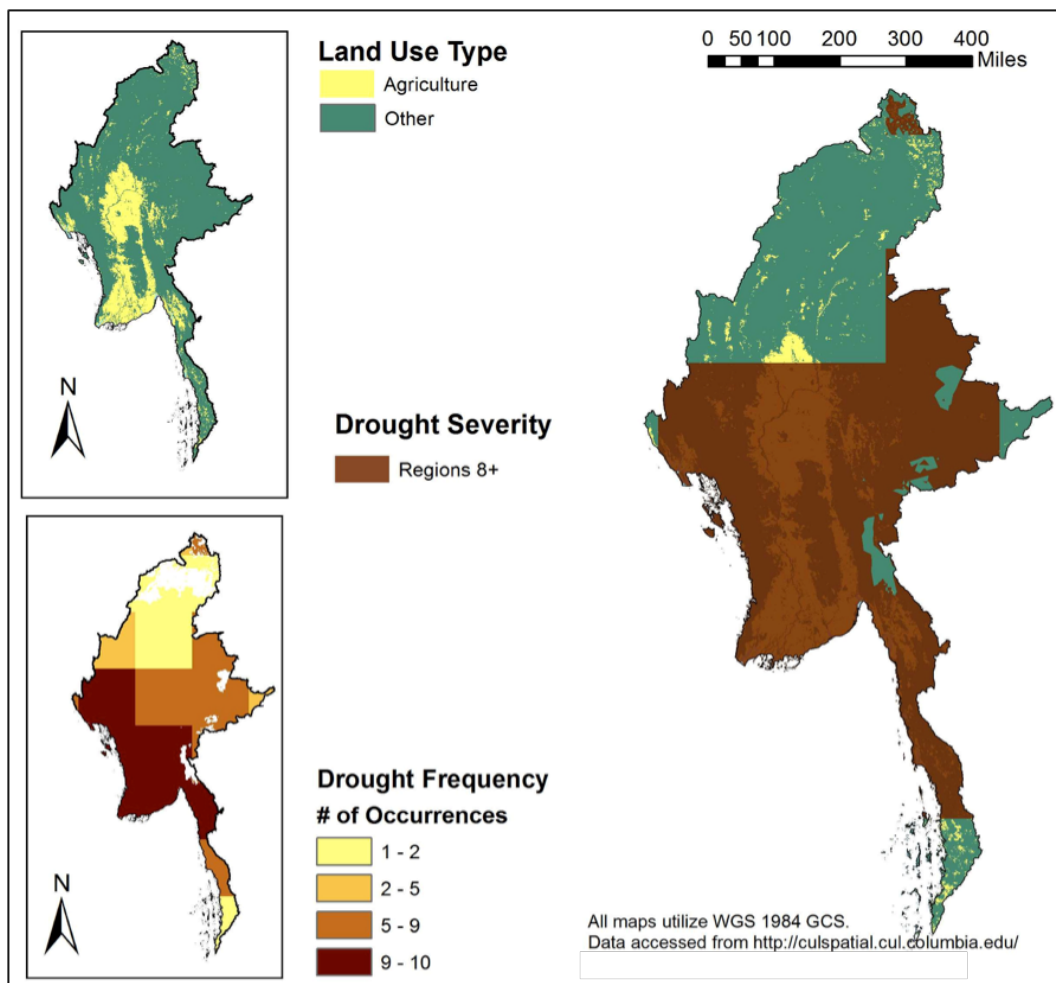 Land Use Type
Agriculture
Other
N
0 50 100 200 300 400
Miles
Drought Severity
Regions 8+
N
Drought Frequency
# of Occurrences
1 - 2
2 - 5
5 - 9
9 - 10
All maps utilize WGS 1984 GCS.
Data accessed from http://culspatial.cul.columbia.edu/